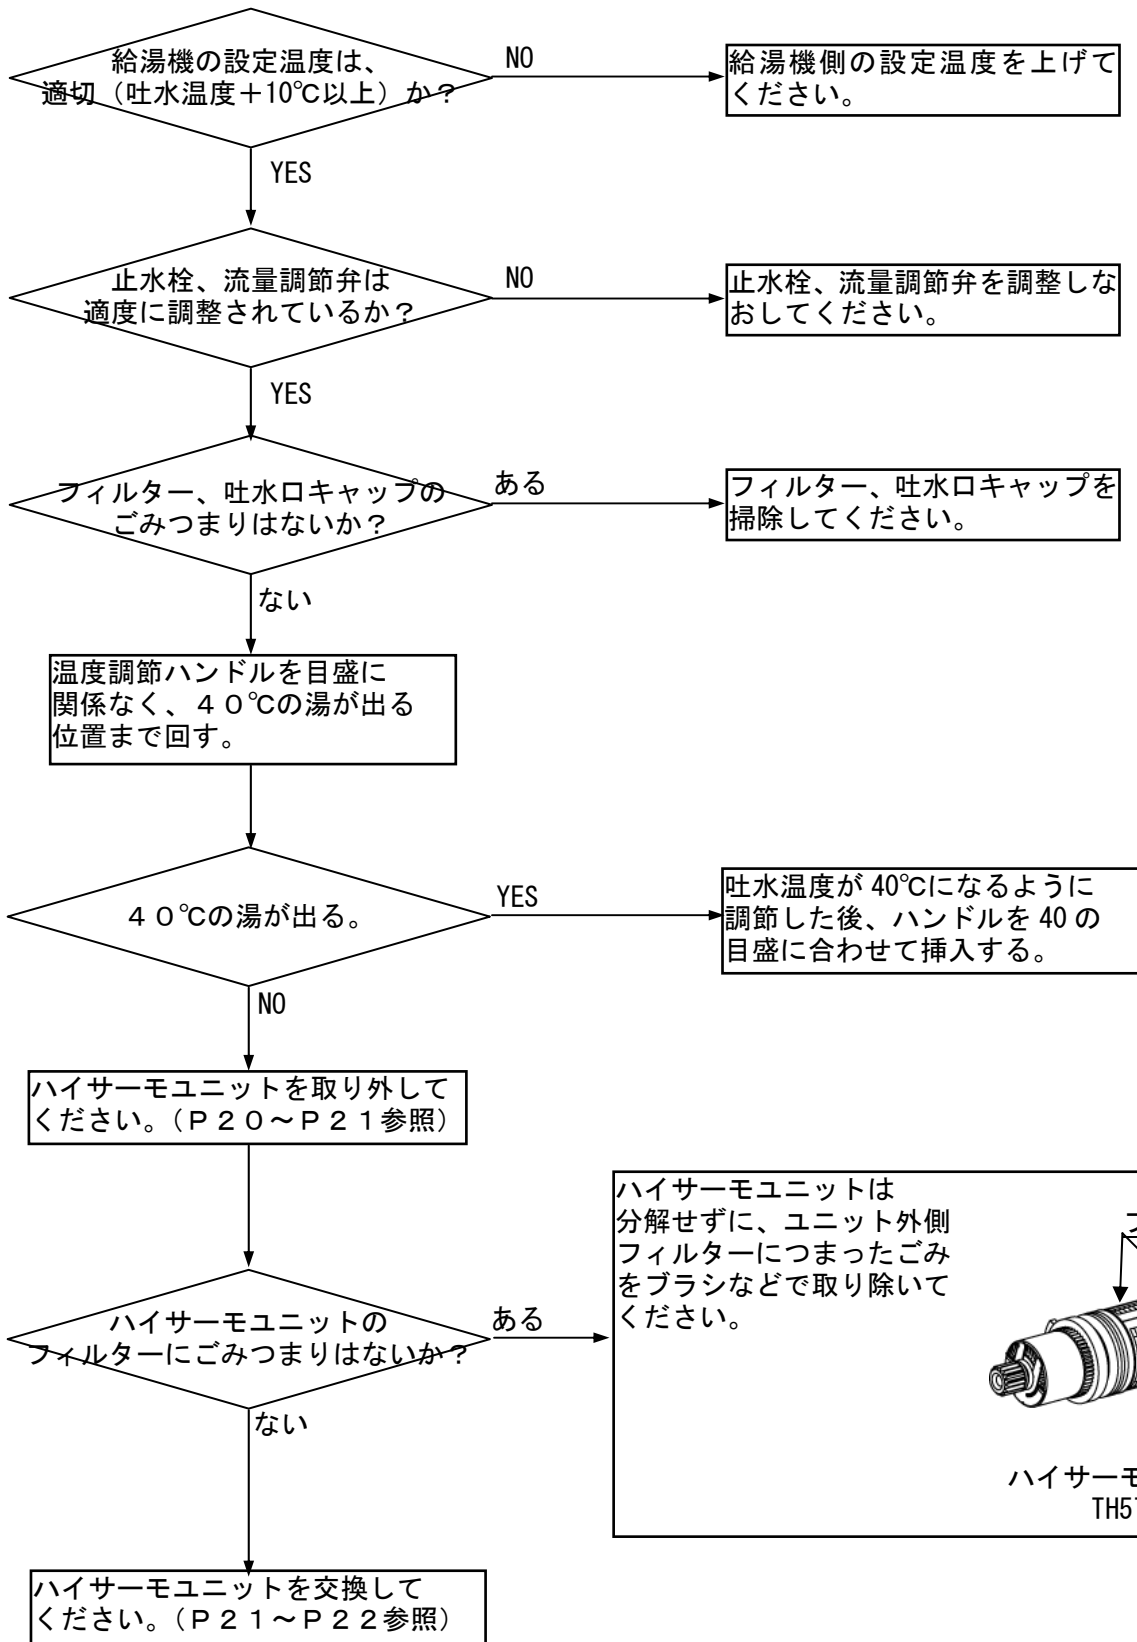 給湯機の設定温度は、
適切（吐水温度＋10℃以上）か？
NO
給湯機側の設定温度を上げて
ください。
YES
止水栓、流量調節弁は
適度に調整されているか？
NO
止水栓、流量調節弁を調整しな
おしてください。
YES
フィルター、吐水口キャップの
ごみつまりはないか？
ある
フィルター、吐水口キャップを
掃除してください。
ない
温度調節ハンドルを目盛に
関係なく、４０℃の湯が出る
位置まで回す。
４０℃の湯が出る。
YES
吐水温度が 40℃になるように
調節した後、ハンドルを 40 の
目盛に合わせて挿入する。
NO
ハイサーモユニットを取り外して
ください。（Ｐ２０～Ｐ２１参照）
ハイサーモユニットの
フィルターにごみつまりはないか？
ある
ハイサーモユニットは
分解せずに、ユニット外側
フィルターにつまったごみ
をブラシなどで取り除いて
ください。
ハイサーモ
TH5
ない
ハイサーモユニットを交換して
ください。（Ｐ２１～Ｐ２２参照）